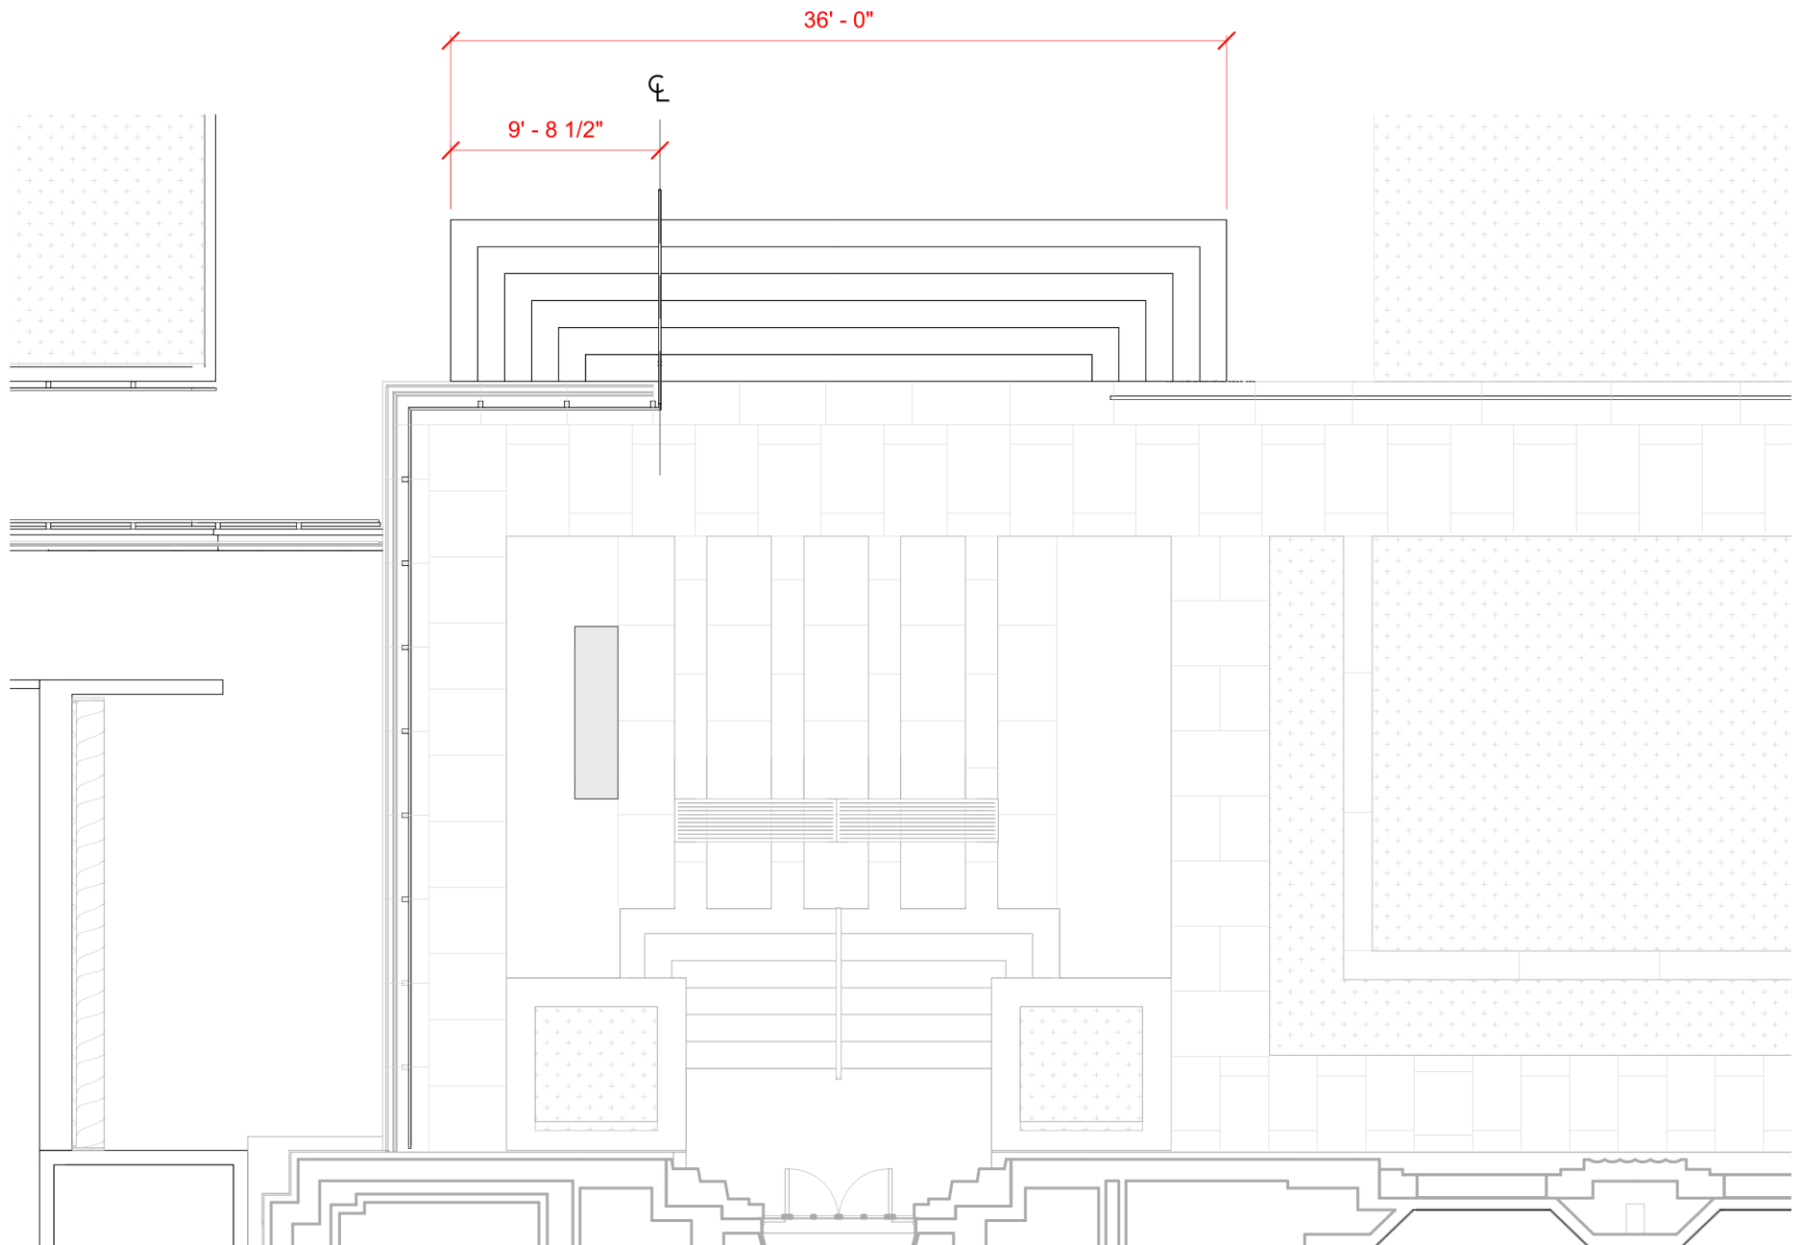 36' - 0"
℄
9' - 8 1/2"